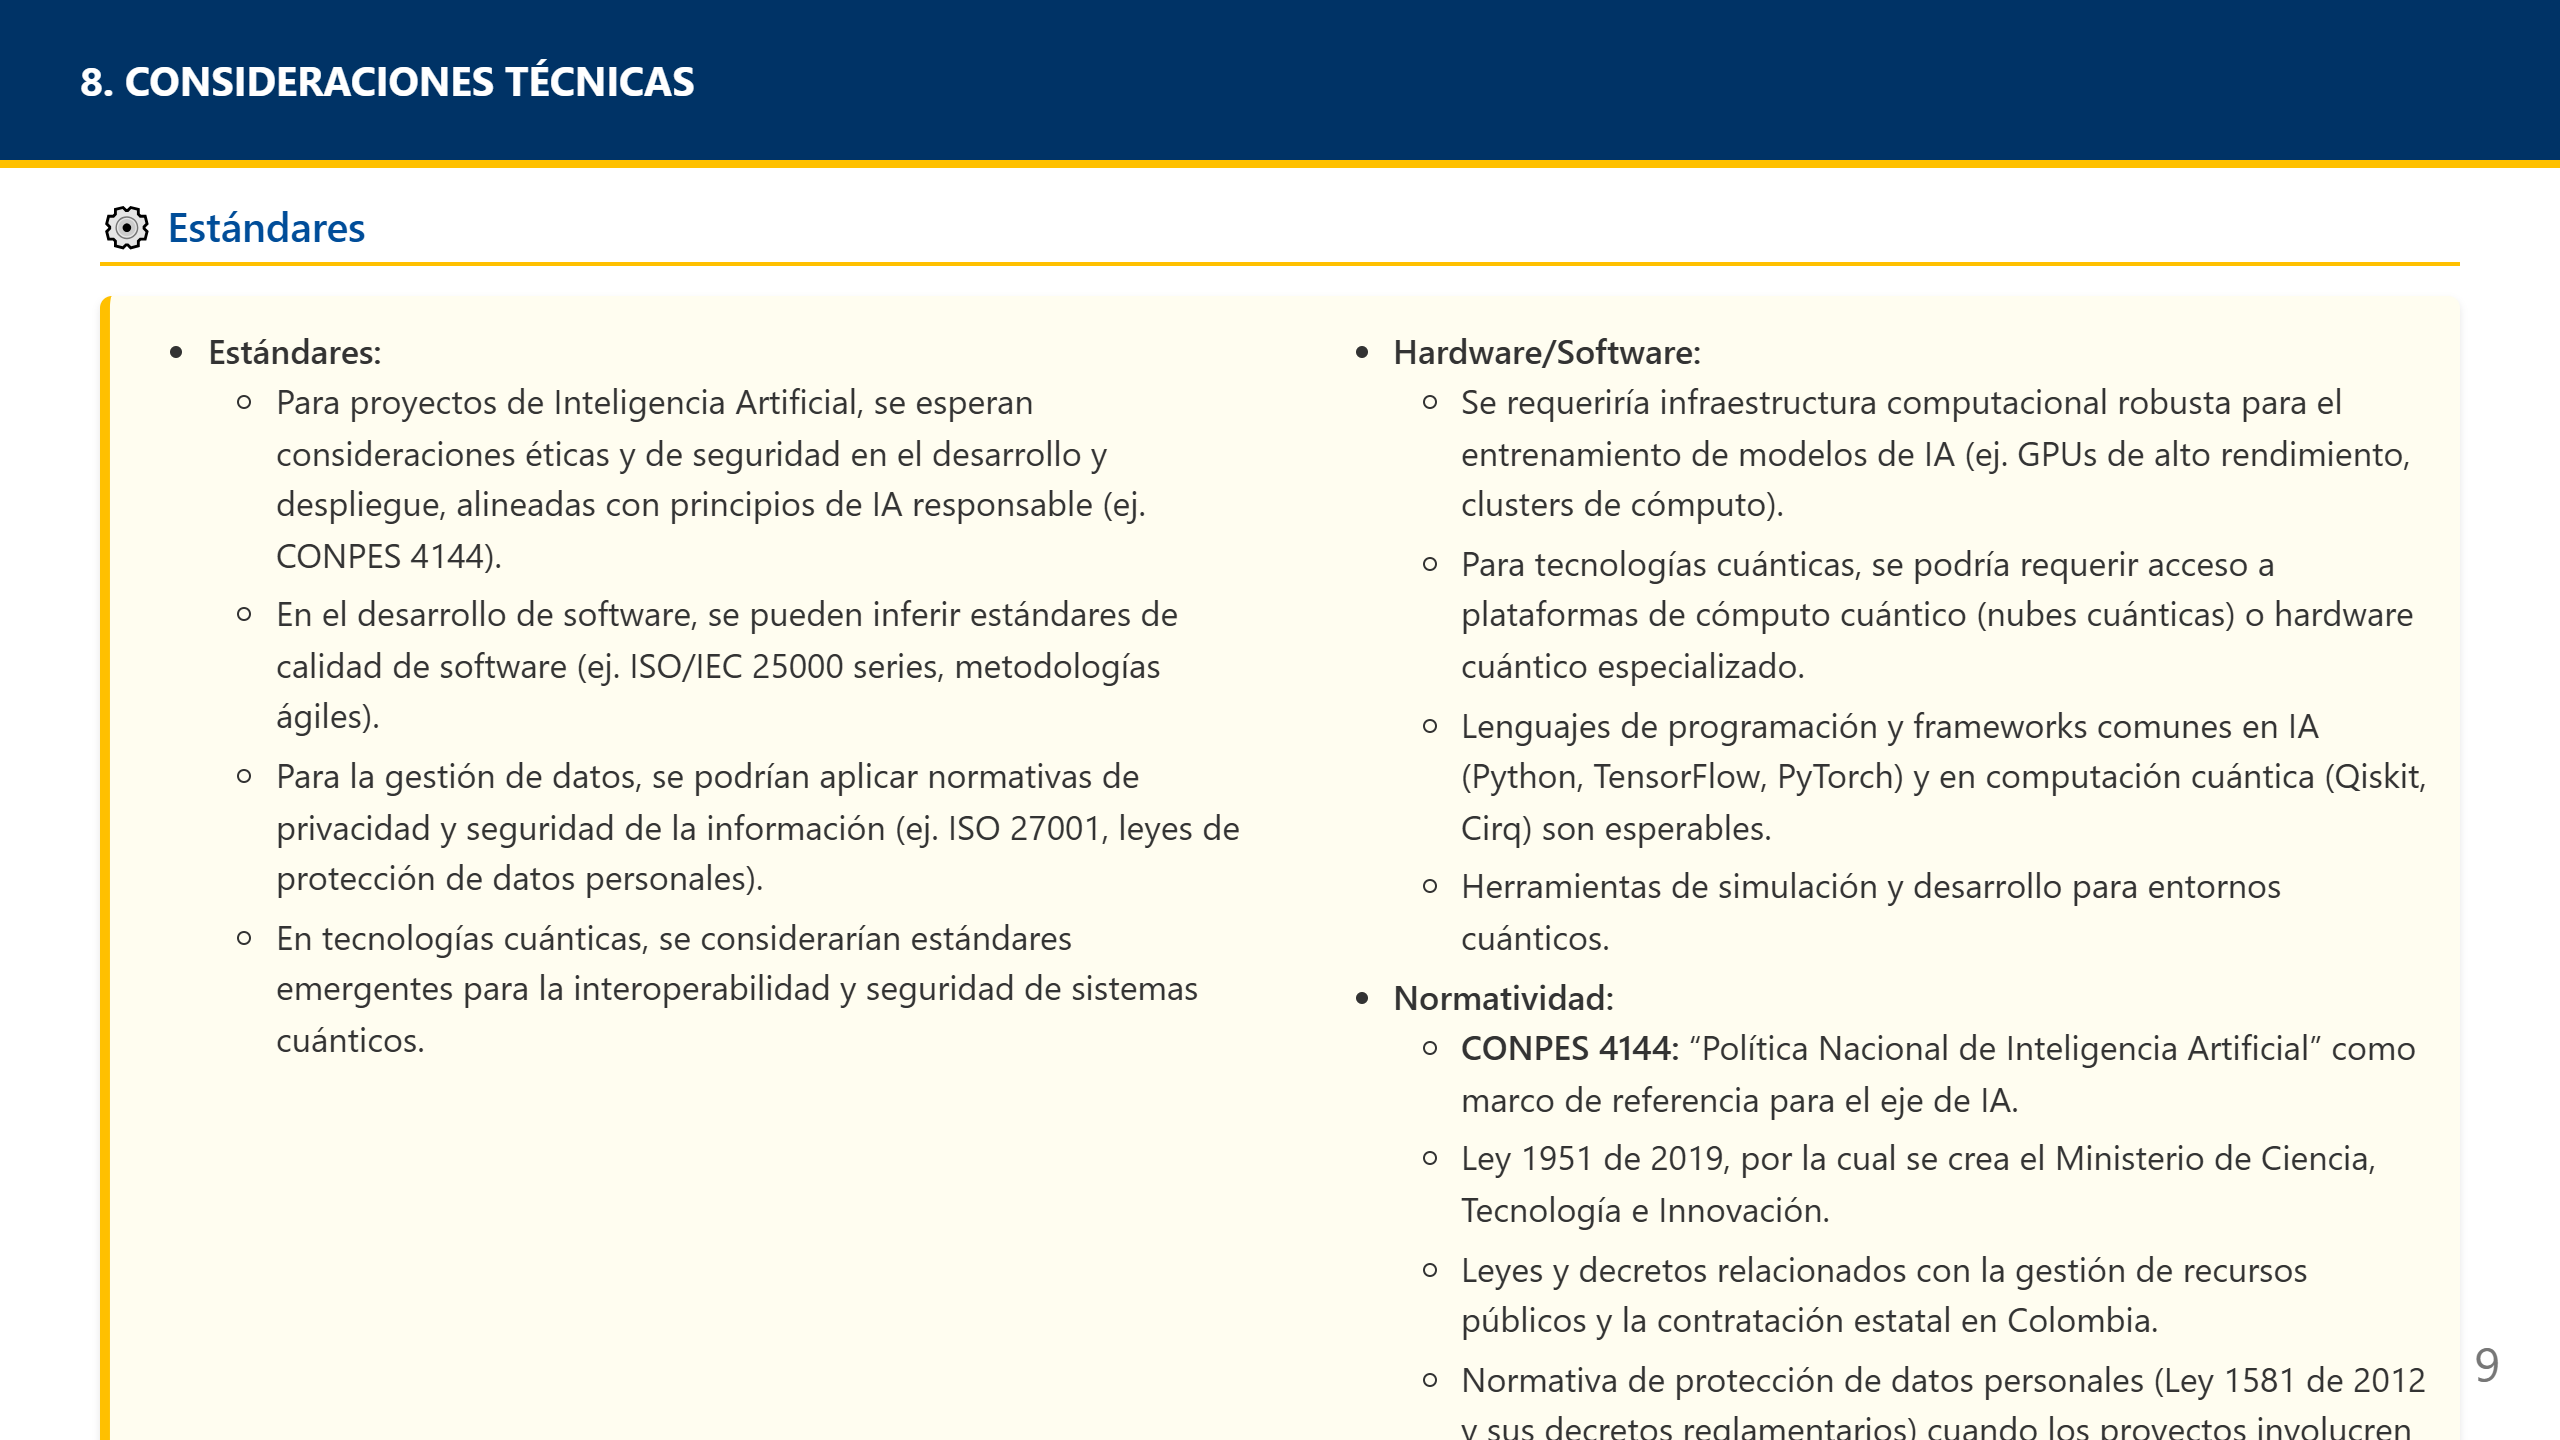 8. CONSIDERACIONES TÉCNICAS
Estándares
Estándares:
Para proyectos de Inteligencia Artificial, se esperan
consideraciones éticas y de seguridad en el desarrollo y
despliegue, alineadas con principios de IA responsable (ej.
CONPES 4144).
En el desarrollo de software, se pueden inferir estándares de
calidad de software (ej. ISO/IEC 25000 series, metodologías
ágiles).
Para la gestión de datos, se podrían aplicar normativas de
privacidad y seguridad de la información (ej. ISO 27001, leyes de
protección de datos personales).
En tecnologías cuánticas, se considerarían estándares
emergentes para la interoperabilidad y seguridad de sistemas
cuánticos.
Hardware/Software:
Se requeriría infraestructura computacional robusta para el
entrenamiento de modelos de IA (ej. GPUs de alto rendimiento,
clusters de cómputo).
Para tecnologías cuánticas, se podría requerir acceso a
plataformas de cómputo cuántico (nubes cuánticas) o hardware
cuántico especializado.
Lenguajes de programación y frameworks comunes en IA
(Python, TensorFlow, PyTorch) y en computación cuántica (Qiskit,
Cirq) son esperables.
Herramientas de simulación y desarrollo para entornos
cuánticos.
Normatividad:
CONPES 4144: “Política Nacional de Inteligencia Artificial” como
marco de referencia para el eje de IA.
Ley 1951 de 2019, por la cual se crea el Ministerio de Ciencia,
Tecnología e Innovación.
Leyes y decretos relacionados con la gestión de recursos
públicos y la contratación estatal en Colombia.
Normativa de protección de datos personales (Ley 1581 de 2012
y sus decretos reglamentarios) cuando los proyectos involucren
9